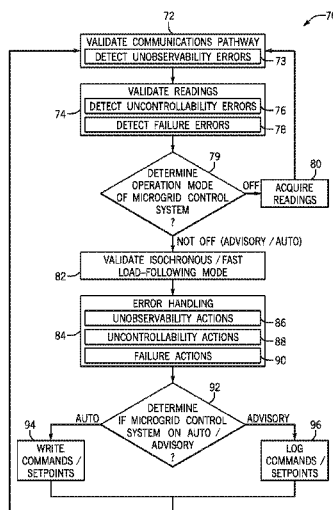 70
72
VALIDATE COMMUNICATIONS PATHWAY
DETECT UNOBSERVABILITY ERRORS
73
VALIDATE READINGS
74
DETECT UNCONTROLLABILITY ERRORS
76
DETECT FAILURE ERRORS
78
79
DETERMINE
OPERATION MODE
OF MICROGRID CONTROL
SYSTEM
?
OFF
80
ACQUIRE
READINGS
NOT OFF (ADVISORY / AUTO)
82
VALIDATE ISOCHRONOUS / FAST
LOAD-FOLLOWING MODE
ERROR HANDLING
84
UNOBSERVABILITY ACTIONS
86
UNCONTROLLABILITY ACTIONS
88
FAILURE ACTIONS
90
92
DETERMINE
IF MICROGRID CONTROL
SYSTEM ON AUTO /
ADVISORY
?
AUTO
ADVISORY
94
WRITE
COMMANDS /
SETPOINTS
96
LOG
COMMANDS /
SETPOINTS